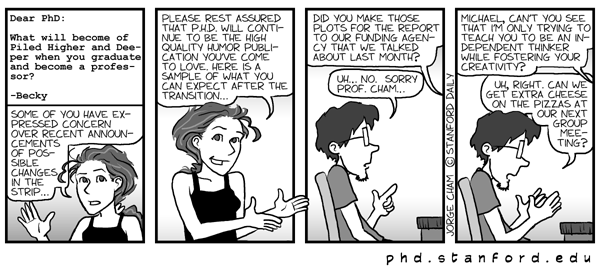 Dear PhD:
What will become of
Piled Higher and Dee-
per when you graduate
and become a profes-
sor?
-Becky
SOME OF YOU HAVE EX-
PRESSED CONCERN
OVER RECENT ANNOUN-
CEMENTS
OF POS-
SIBLE
CHANGES
IN THE
STRIP...
PLEASE REST ASSURED
THAT P.H.D. WILL CONTI-
NUE TO BE THE HIGH
QUALITY HUMOR PUBLI-
CATION YOU'VE COME
TO LOVE. HERE IS A
SAMPLE OF WHAT YOU
CAN EXPECT AFTER THE
TRANSITION...
DID YOU MAKE THOSE
PLOTS FOR THE REPORT
TO OUR FUNDING AGEN-
CY THAT WE TALKED
ABOUT LAST MONTH?
UH... NO. SORRY
PROF. CHAM...
JORGE CHAM © STANFORD DAILY
MICHAEL, CAN'T YOU SEE
THAT I'M ONLY TRYING TO
TEACH YOU TO BE AN IN-
DEPENDENT THINKER
WHILE FOSTERING YOUR
CREATIVITY?
UH, RIGHT. CAN WE
GET EXTRA CHEESE
ON THE PIZZAS AT
OUR NEXT
GROUP
MEE-
TING?
phd.stanford.edu